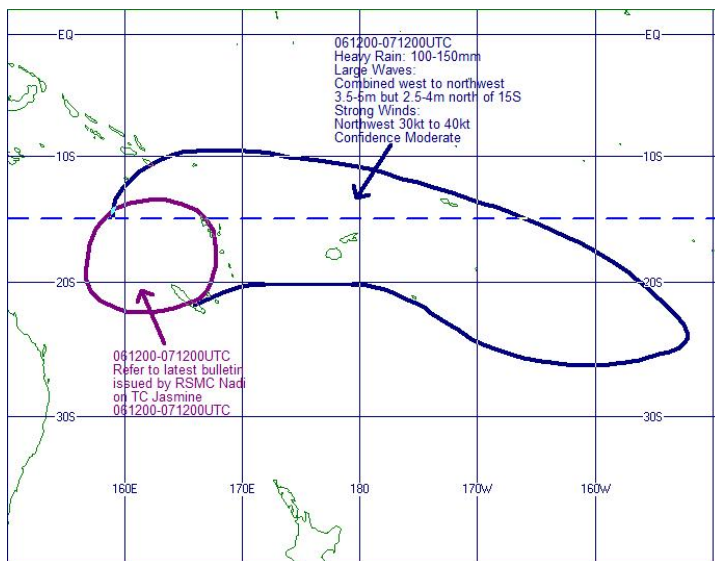 EQ
EQ
061200-071200UTC
Heavy Rain: 100-150mm
Large Waves:
Combined west to northwest
3.5-5m but 2.5-4m north of 15S
Strong Winds:
Northwest 30kt to 40kt
Confidence Moderate
10S
10S
20S
20S
061200-071200UTC
Refer to latest bulletin
issued by RSMC Nadi
on TC Jasmine
061200-071200UTC
30S
30S
160E
170E
180
170W
160W